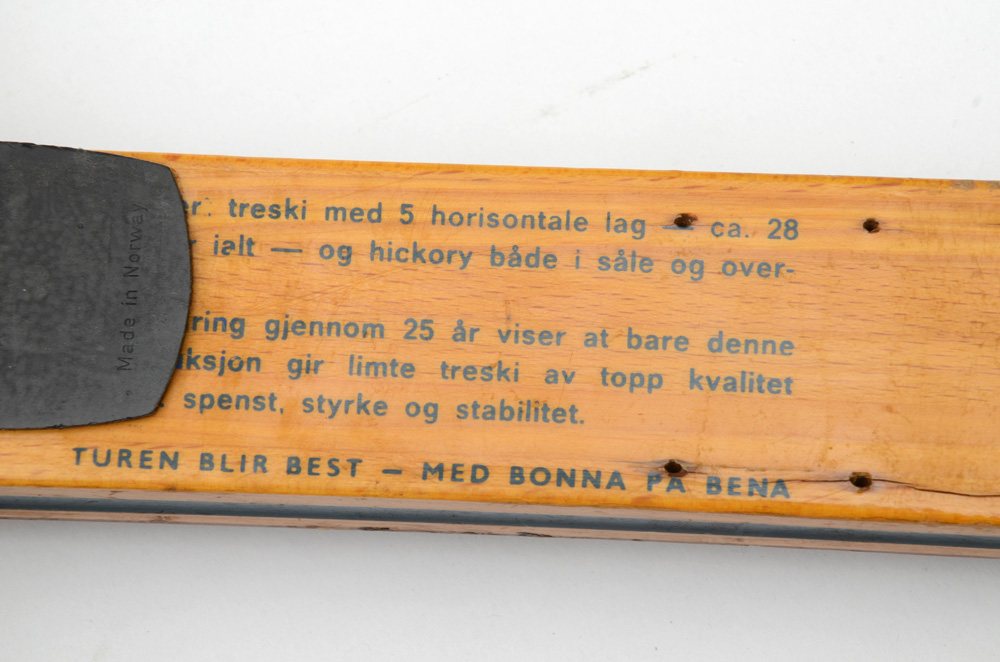 er: treski med 5 horisontale lag — ca. 28
r ialt — og hickory både i såle og over-
ring gjennom 25 år viser at bare denne
uksjon gir limte treski av topp kvalitet
spenst, styrke og stabilitet.
TUREN BLIR BEST — MED BONNA PÅ BENA
Made in Norway